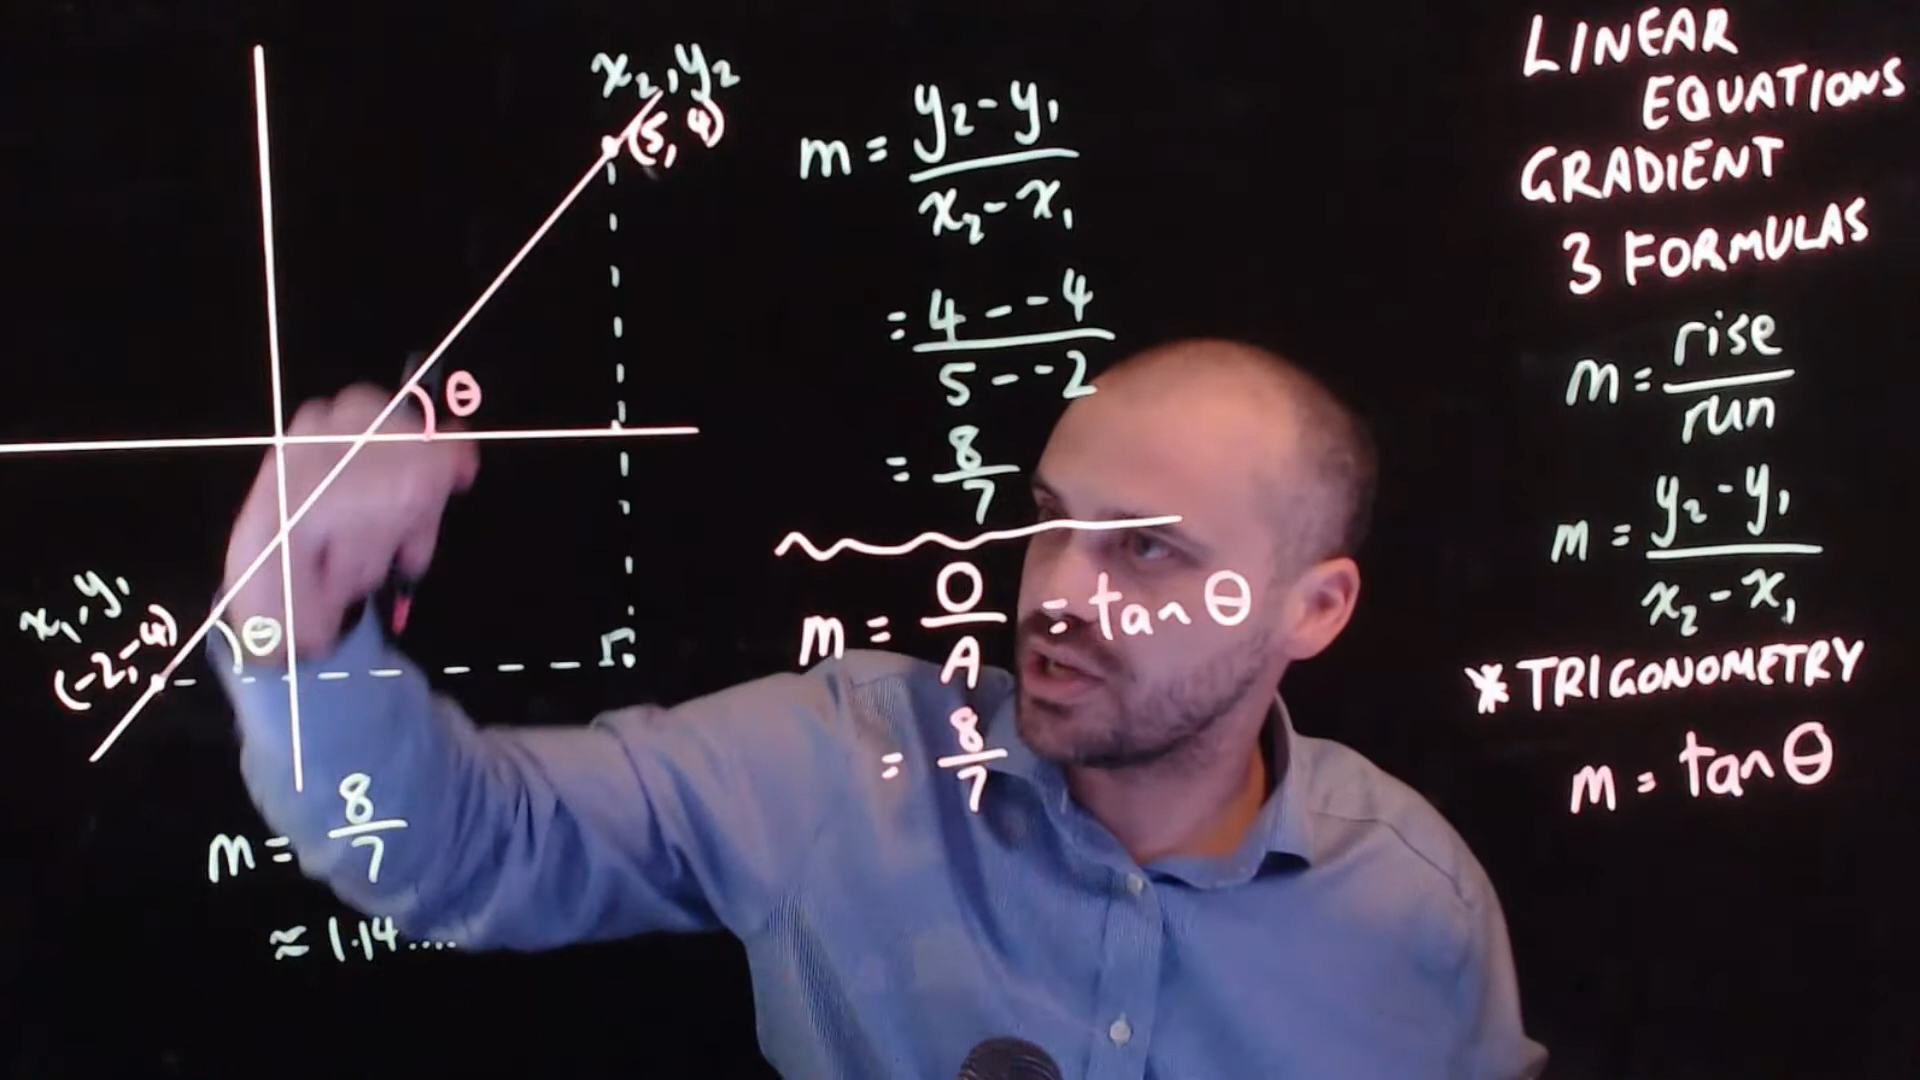 x₂, y₂
(5, 4)
θ
x₁, y₁
(-2, -4)
θ
m = 8/7
≈ 1.14....
m = y₂ - y₁ / x₂ - x₁
= 4 - -4 / 5 - -2
= 8/7
m = O/A = tan θ
= 8/7
LINEAR
EQUATIONS
GRADIENT
3 FORMULAS
m = rise / run
m = y₂ - y₁ / x₂ - x₁
* TRIGONOMETRY
m = tan θ